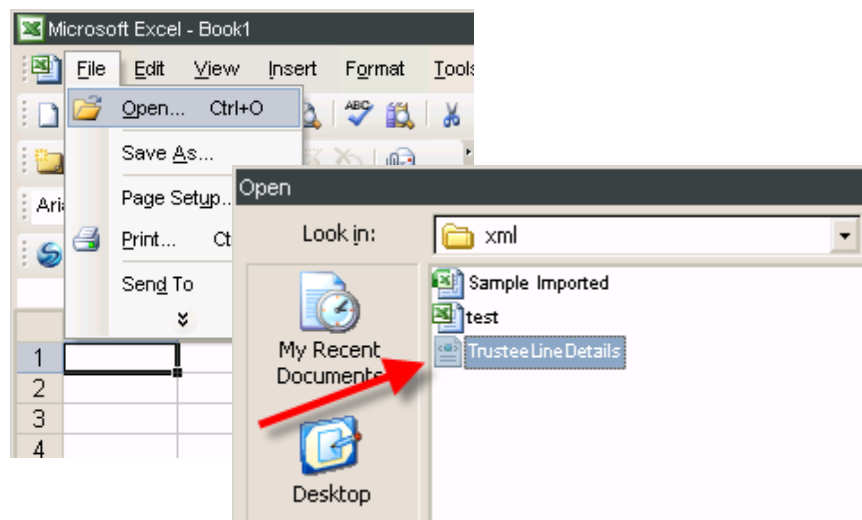 Microsoft Excel - Book1
File Edit View Insert Format Tools
Open... Ctrl+O
ABC
Save As...
Page Setup...
Print...
Send To
1
2
3
4
Open
Look in:
xml
Sample Imported
test
TrusteeLineDetails
My Recent
Documents
Desktop